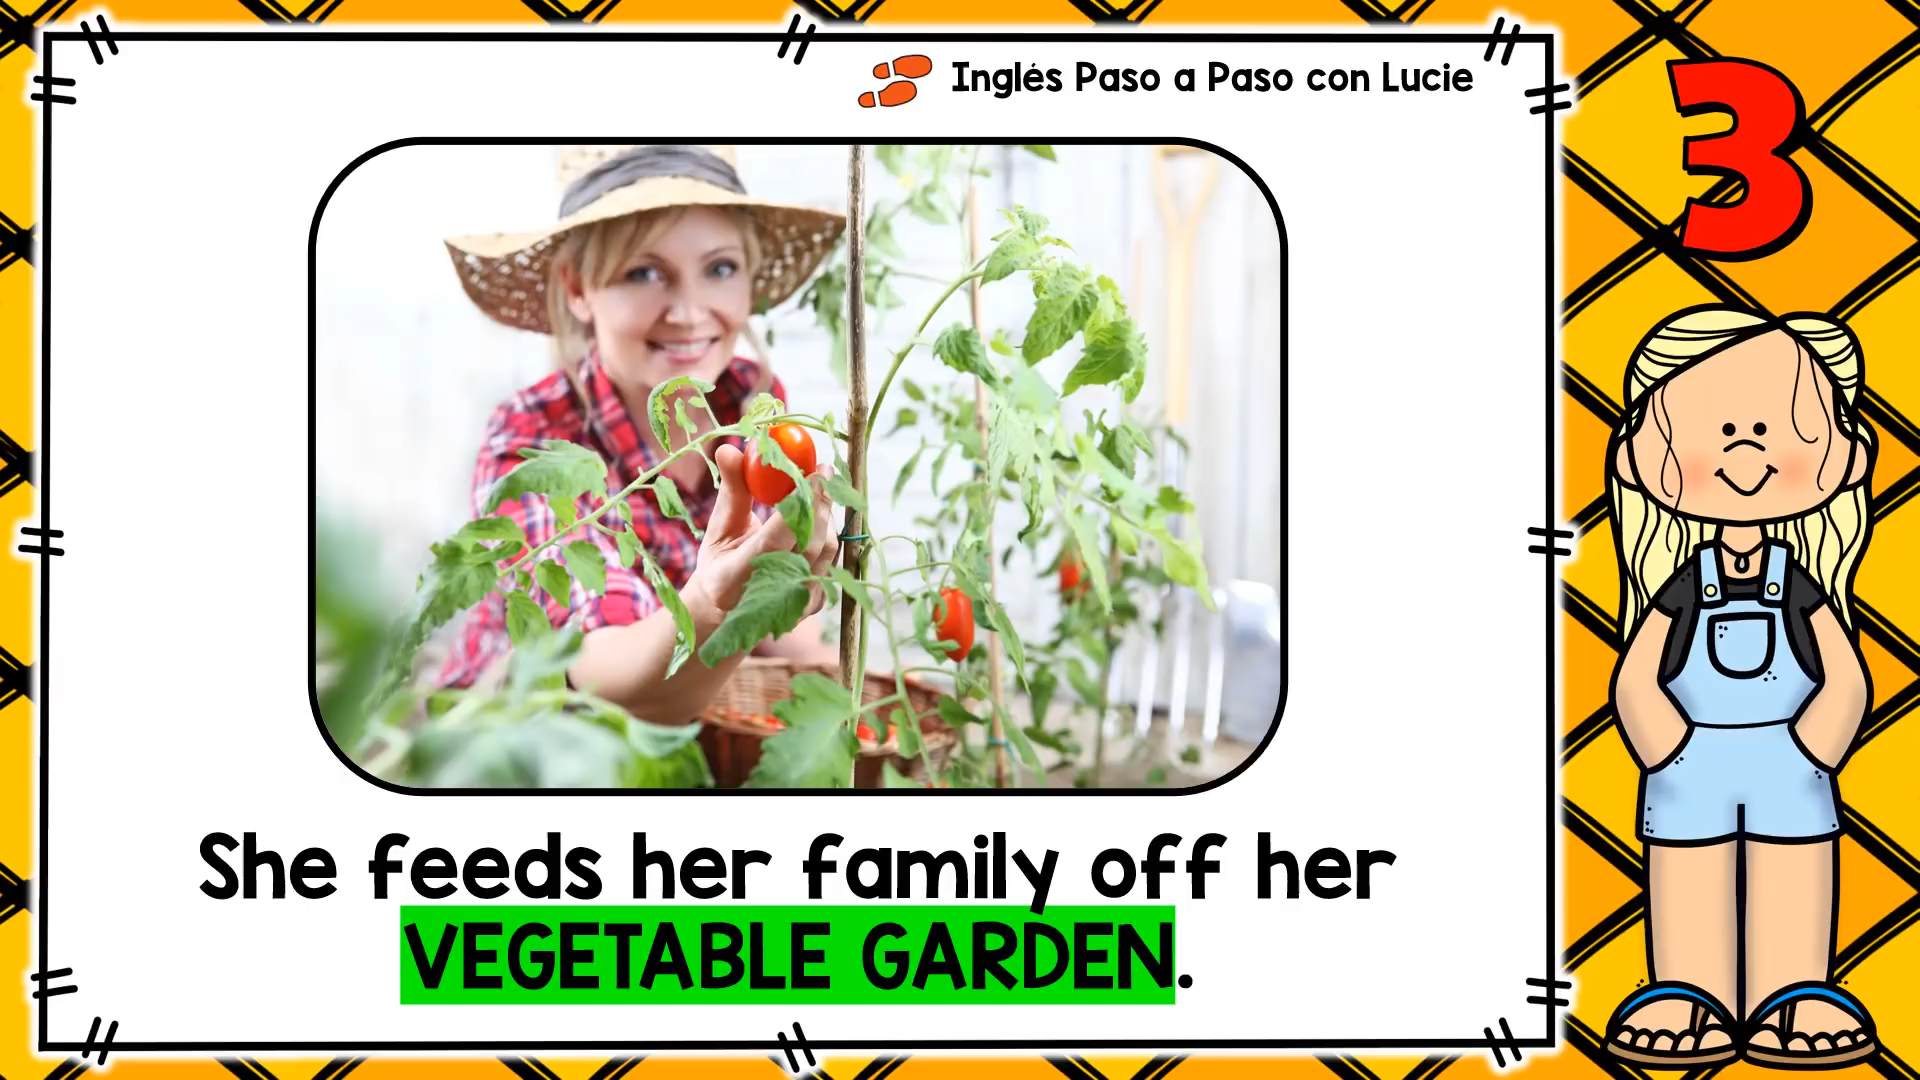 Inglés Paso a Paso con Lucie
3
She feeds her family off her
VEGETABLE GARDEN.